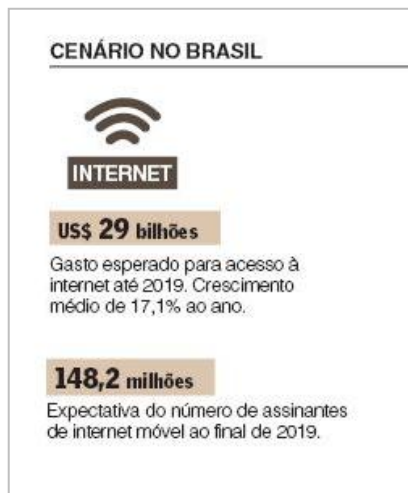 CENÁRIO NO BRASIL
INTERNET
US$ 29 bilhões
Gasto esperado para acesso à
internet até 2019. Crescimento
médio de 17,1% ao ano.
148,2 milhões
Expectativa do número de assinantes
de internet móvel ao final de 2019.